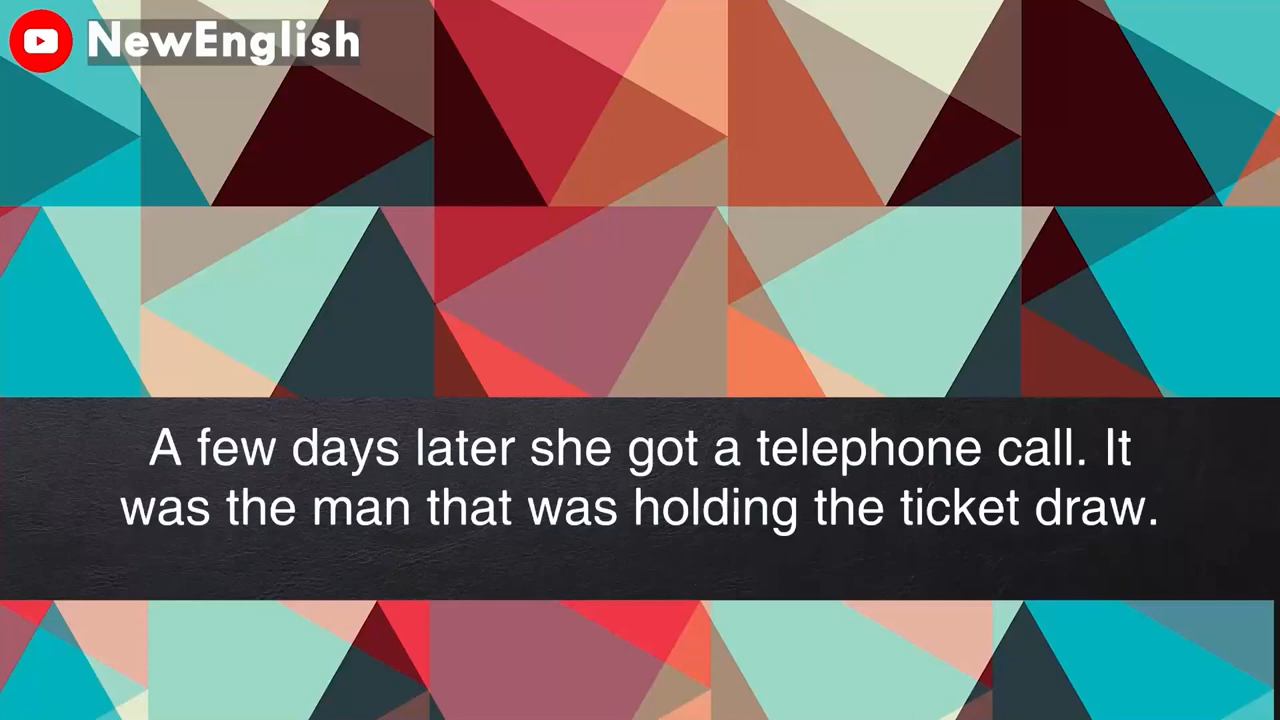 NewEnglish
A few days later she got a telephone call. It
was the man that was holding the ticket draw.